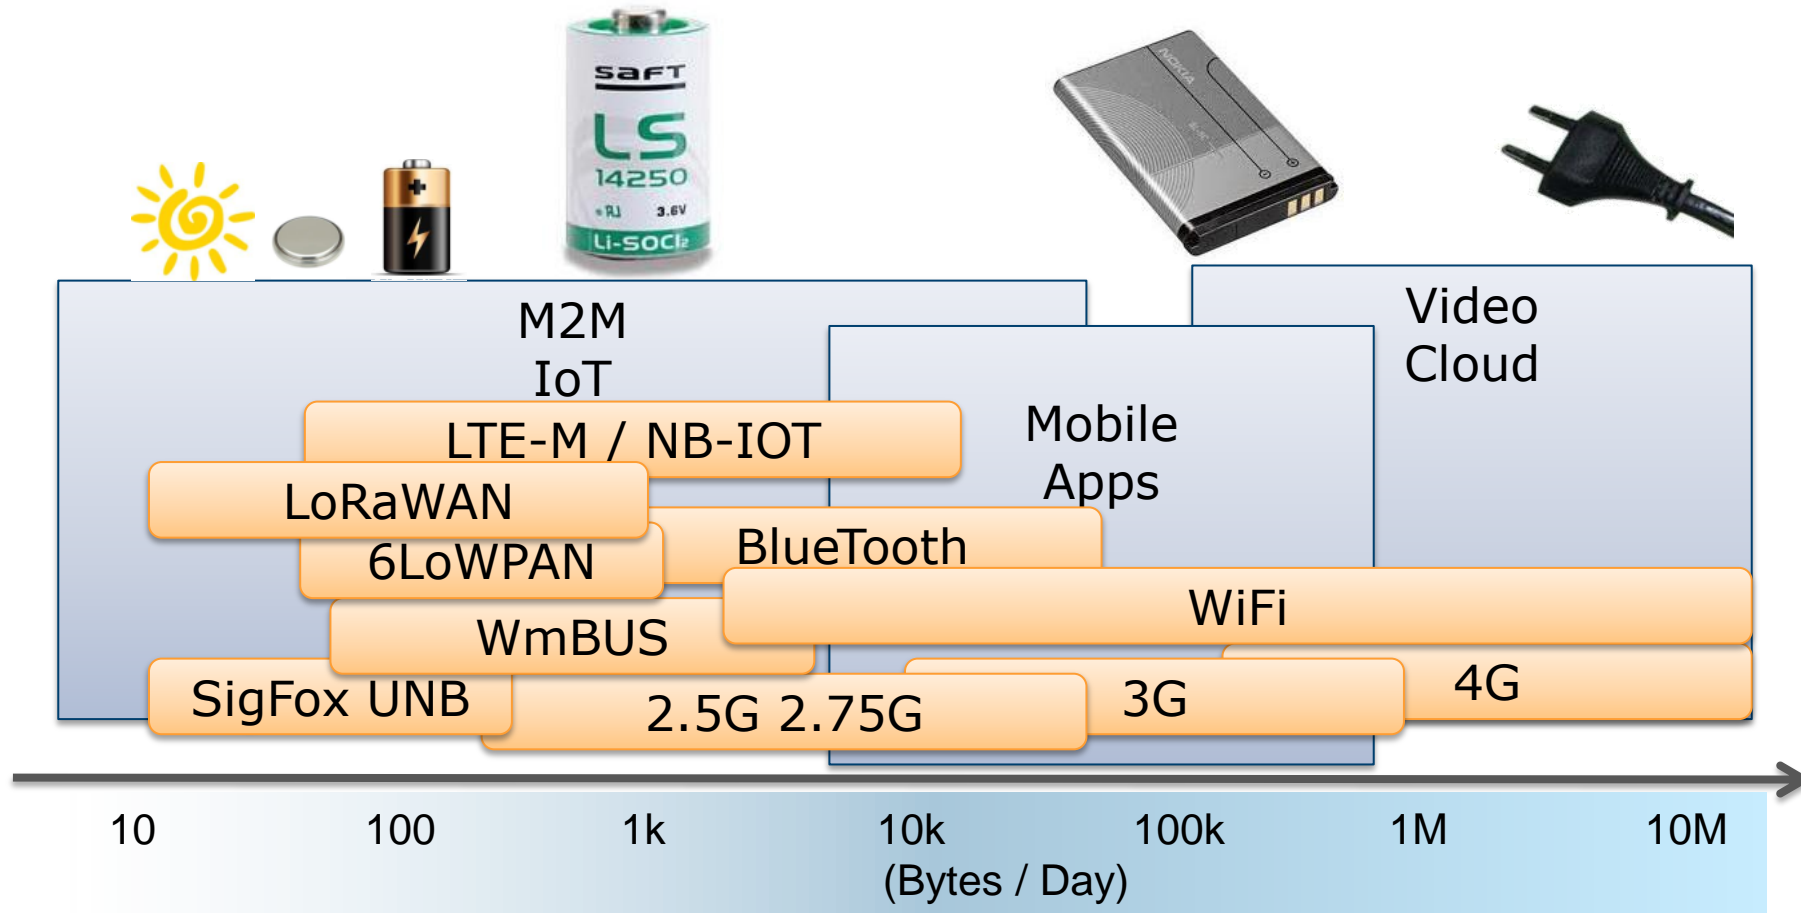 saft
LS
14250
3.6V
Li-SOCl₂
NOKIA
M2M
IoT
Video
Cloud
Mobile
Apps
LTE-M / NB-IOT
LoRaWAN
BlueTooth
6LoWPAN
WiFi
WmBUS
SigFox UNB
2.5G 2.75G
3G
4G
10 100 1k 10k 100k 1M 10M
(Bytes / Day)